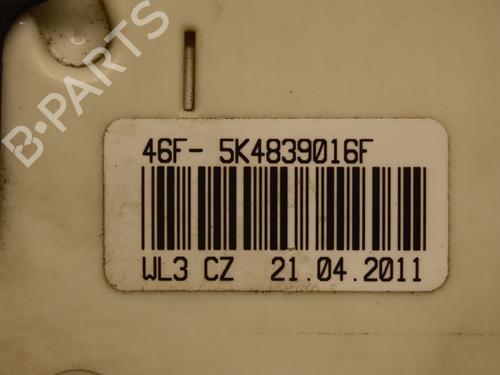 B-PARTS
46F- 5K4839016F
WL3 CZ 21.04.2011